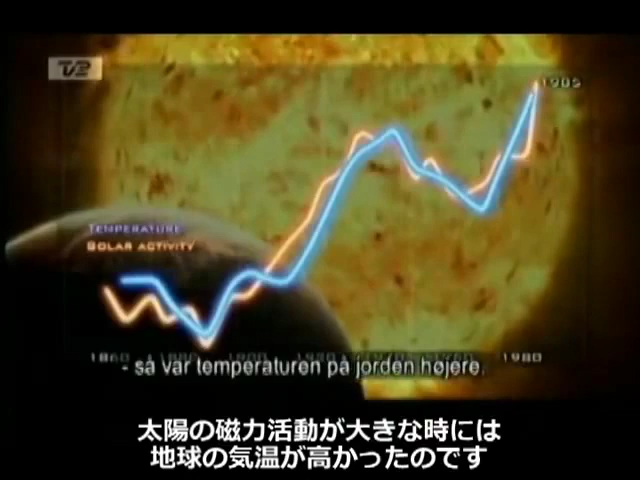 TV2
1985
TEMPERATURE
SOLAR ACTIVITY
1860 1880 1900 1980
- så var temperaturen på jorden højere.
太陽の磁力活動が大きな時には
地球の気温が高かったのです